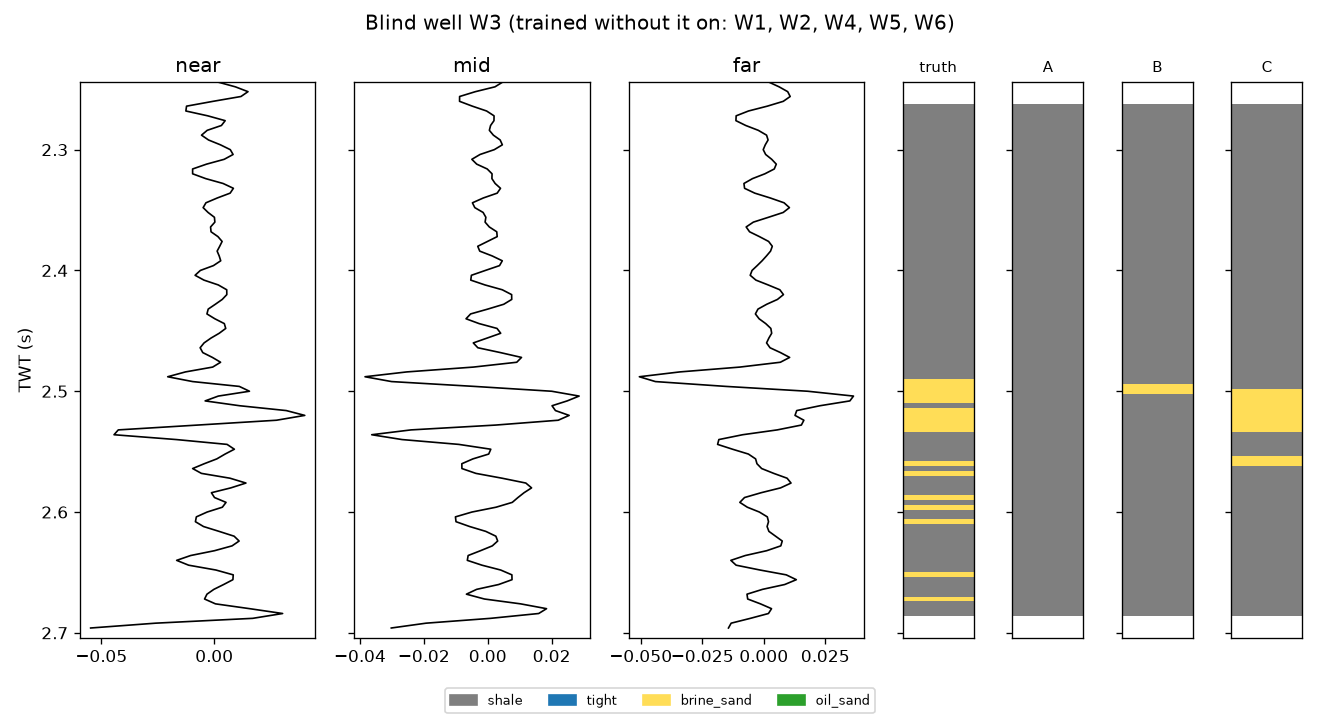 Blind well W3 (trained without it on: W1, W2, W4, W5, W6)
near mid far truth A B C
TWT (s)
2.3
2.4
2.5
2.6
2.7
−0.05 0.00 −0.04 −0.02 0.00 0.02 −0.050 −0.025 0.000 0.025
shale tight brine_sand oil_sand